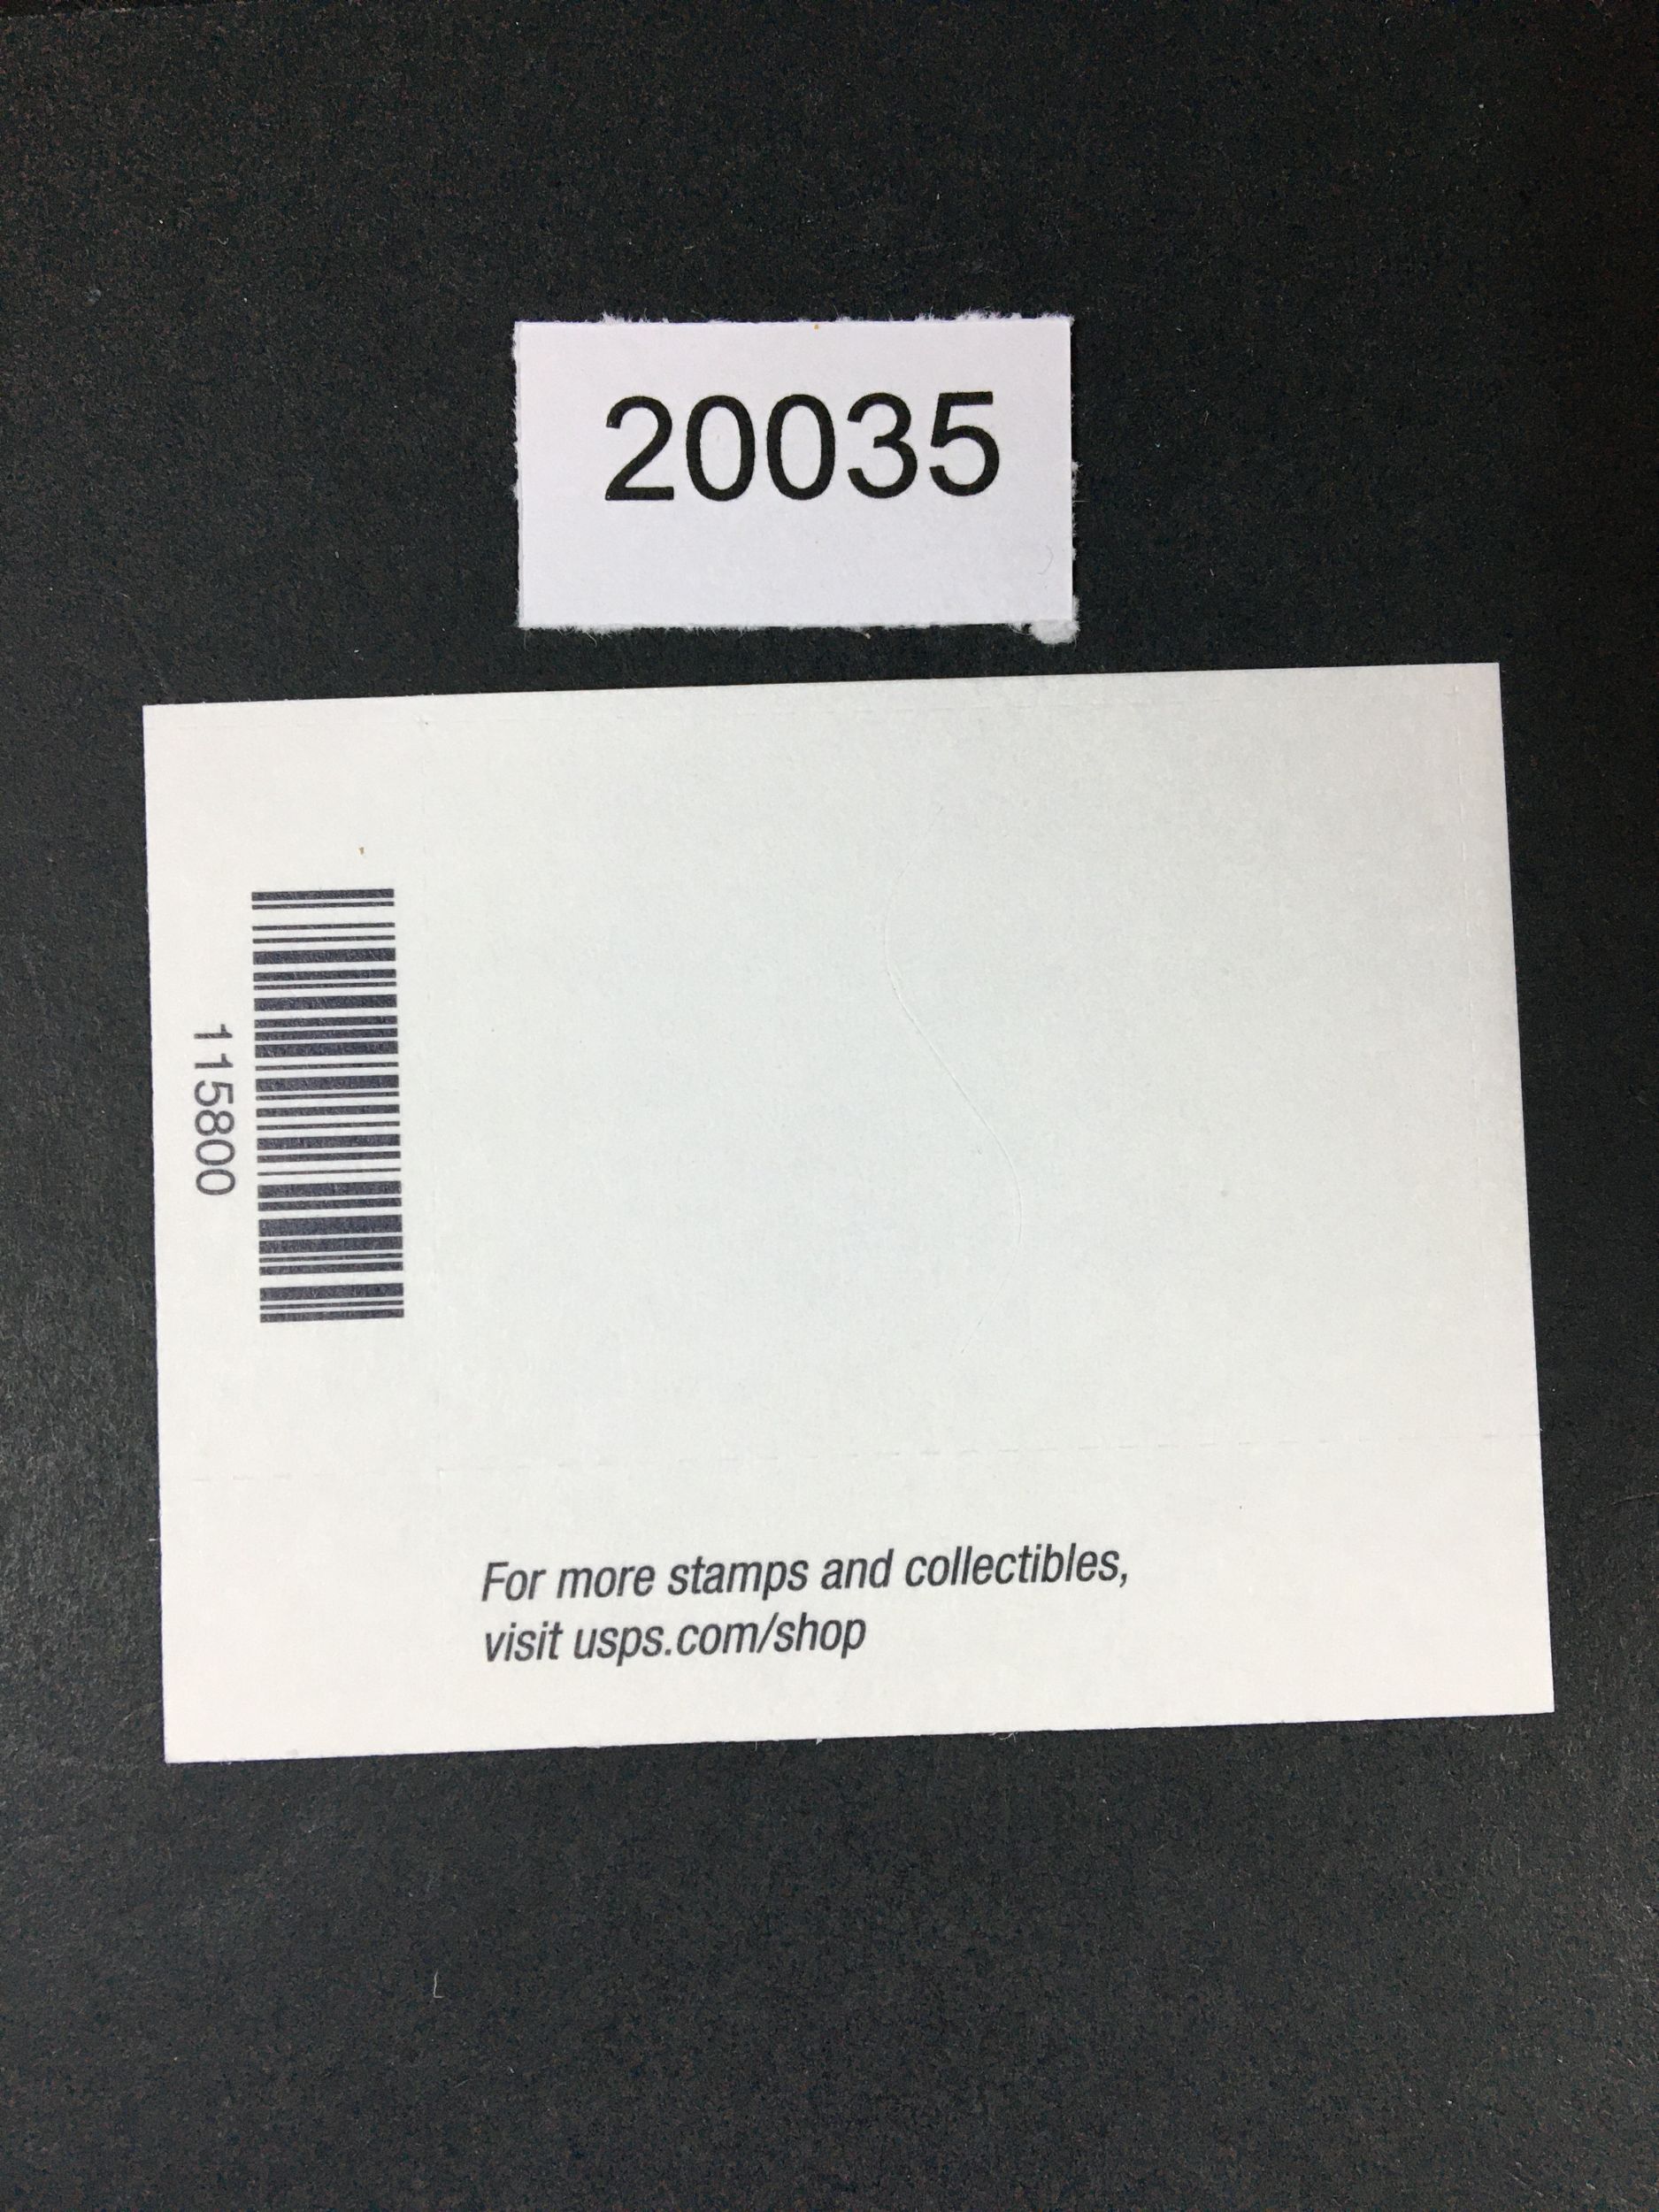 20035
115800
For more stamps and collectibles,
visit usps.com/shop